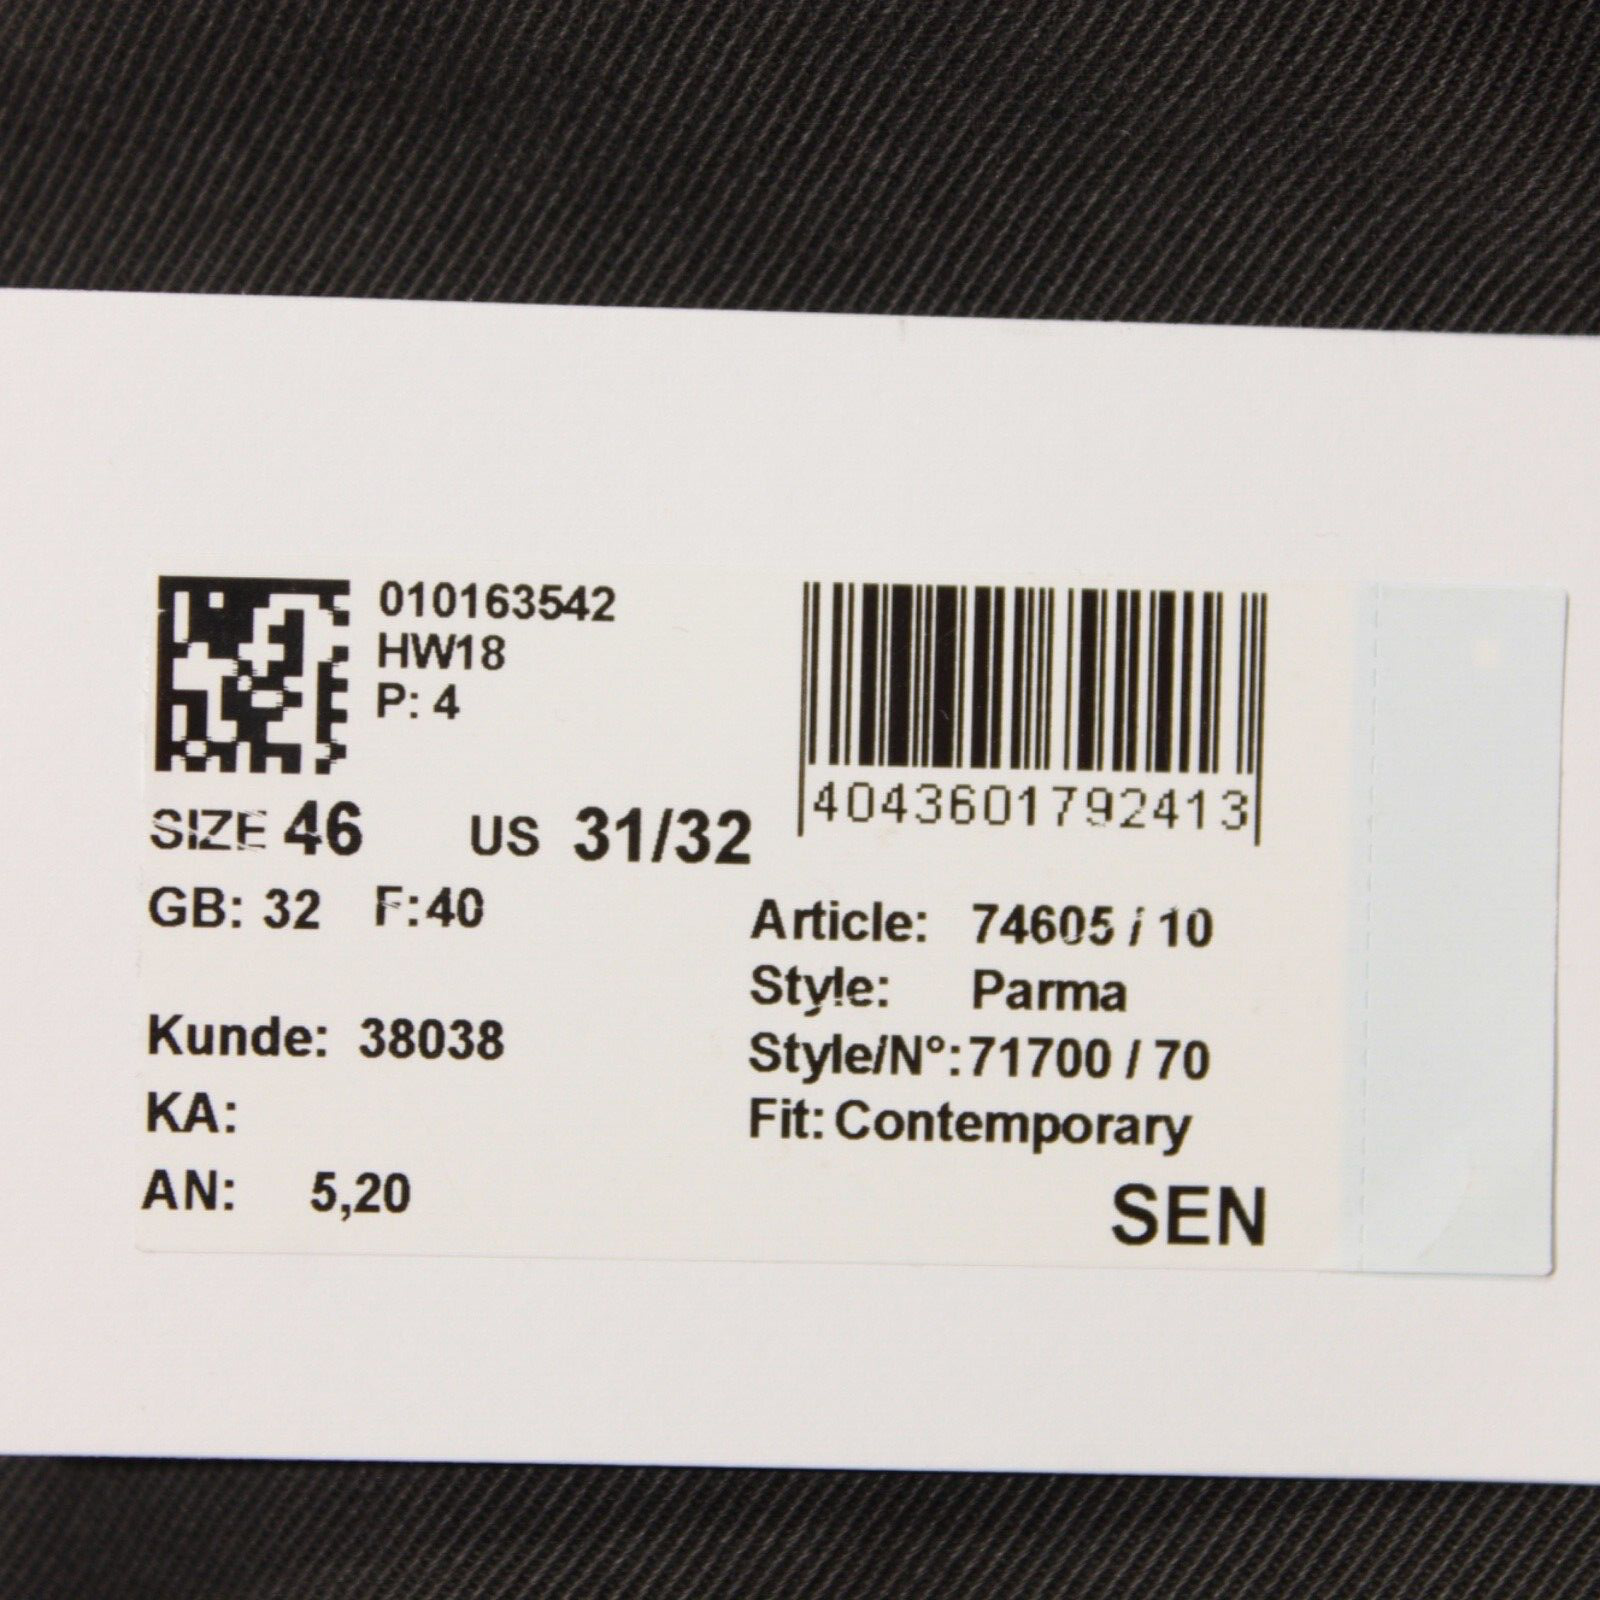 010163542
HW18
P: 4
4043601792413
SIZE 46 US 31/32
GB: 32 F:40
Article: 74605 / 10
Style: Parma
Kunde: 38038
Style/N°:71700 / 70
KA:
Fit: Contemporary
AN: 5,20
SEN